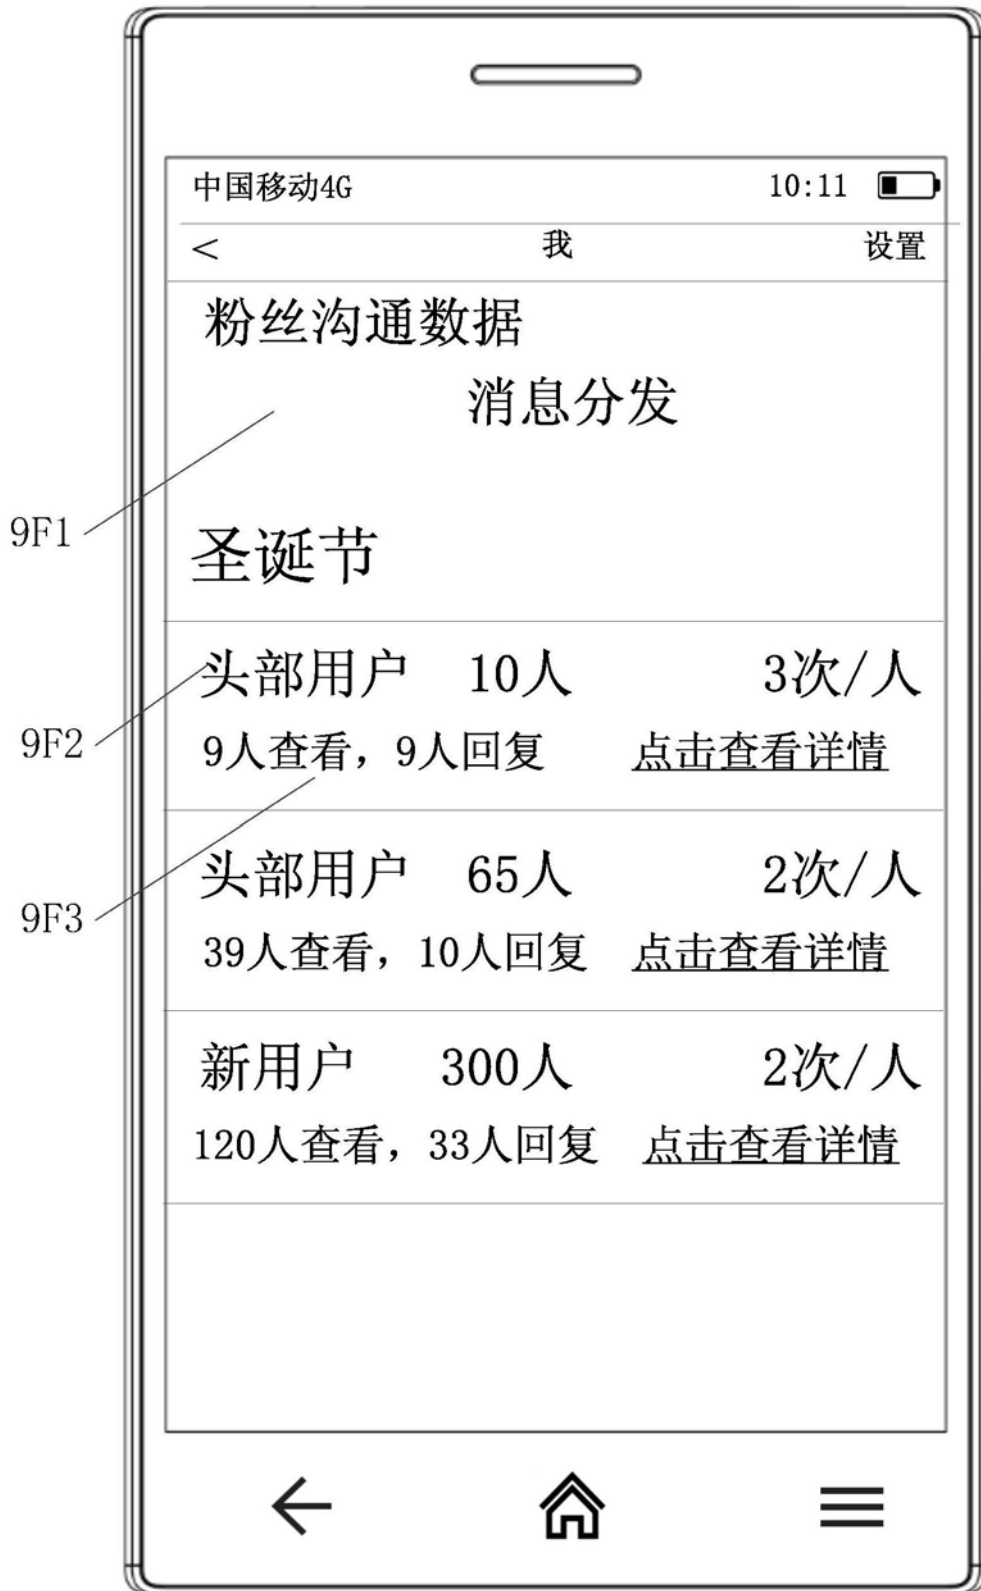 中国移动4G 10:11
< 我 设置
粉丝沟通数据
消息分发
9F1
圣诞节
头部用户 10人 3次/人
9F2
9人查看，9人回复 点击查看详情
头部用户 65人 2次/人
9F3
39人查看，10人回复 点击查看详情
新用户 300人 2次/人
120人查看，33人回复 点击查看详情